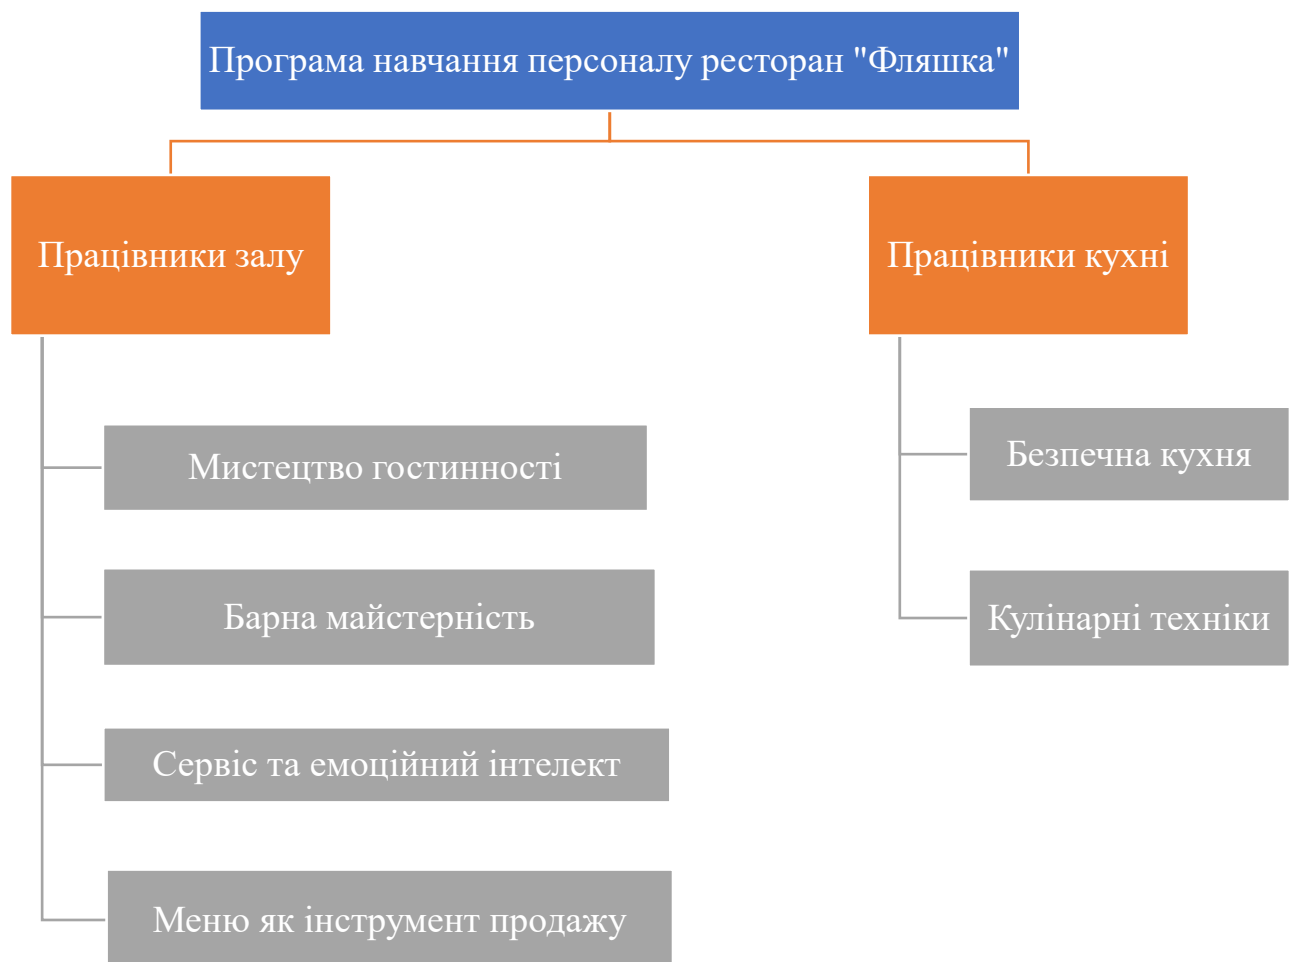 Програма навчання персоналу ресторан "Фляшка"
Працівники залу
Мистецтво гостинності
Барна майстерність
Сервіс та емоційний інтелект
Меню як інструмент продажу
Працівники кухні
Безпечна кухня
Кулінарні техніки